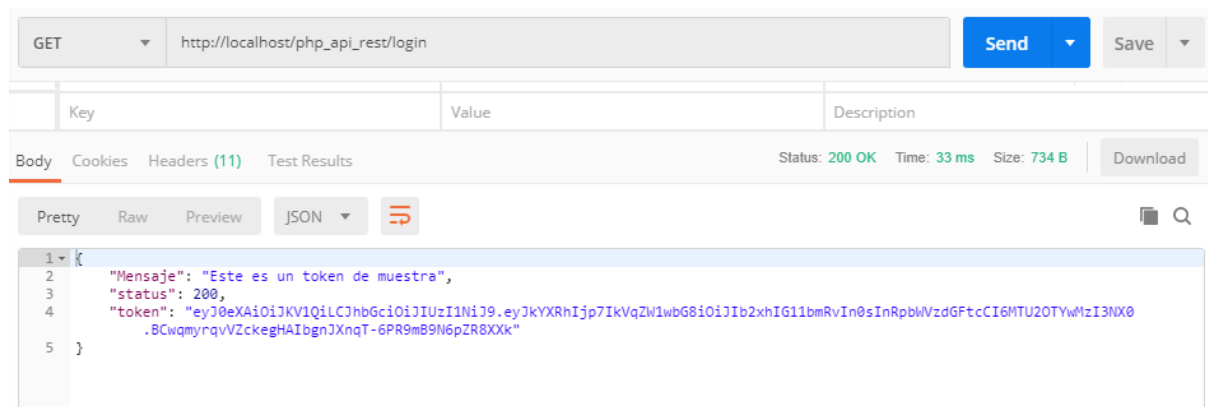 GET http://localhost/php_api_rest/login Send Save
Key Value Description
Body Cookies Headers (11) Test Results Status: 200 OK Time: 33 ms Size: 734 B Download
Pretty Raw Preview JSON
1 {
2 "Mensaje": "Este es un token de muestra",
3 "status": 200,
4 "token": "eyJ0eXAiOiJKV1QiLCJhbGciOiJIUzI1NiJ9.eyJkYXRhIjp7IkVqZW1wbG8iOiJIb2xhIG11bmRvIn0sInRpbWVzdGFtcCI6MTU2OTYwMzI3NX0
.BCwqmyrqvVZckegHAIbgnJXnqT-6PR9mB9N6pZR8XXk"
5 }